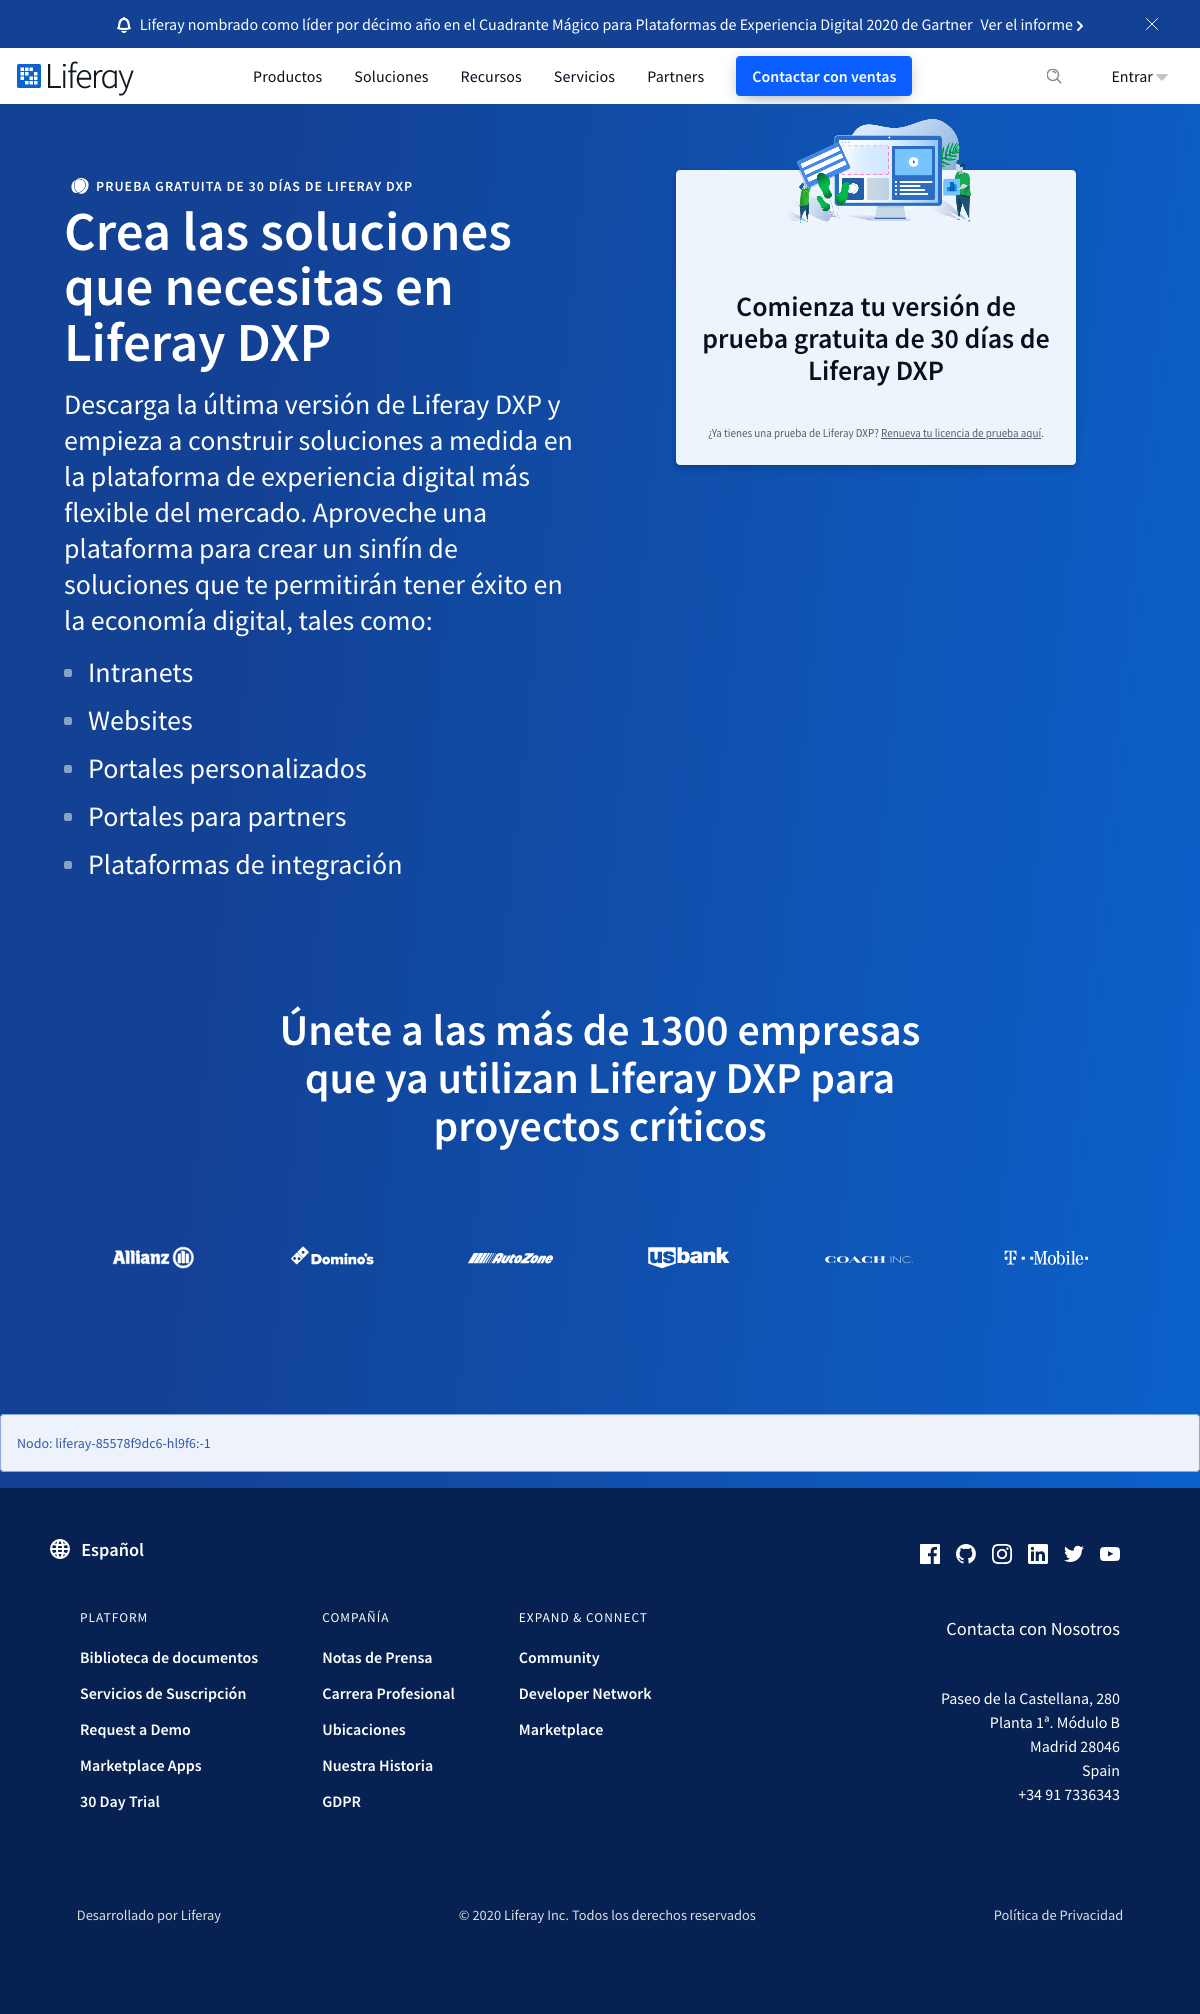 Liferay nombrado como líder por décimo año en el Cuadrante Mágico para Plataformas de Experiencia Digital 2020 de Gartner Ver el informe
Liferay
Productos Soluciones Recursos Servicios Partners Contactar con ventas Entrar
PRUEBA GRATUITA DE 30 DÍAS DE LIFERAY DXP
Crea las soluciones
que necesitas en
Liferay DXP
Descarga la última versión de Liferay DXP y
empieza a construir soluciones a medida en
la plataforma de experiencia digital más
flexible del mercado. Aproveche una
plataforma para crear un sinfín de
soluciones que te permitirán tener éxito en
la economía digital, tales como:
Intranets
Websites
Portales personalizados
Portales para partners
Plataformas de integración
Comienza tu versión de
prueba gratuita de 30 días de
Liferay DXP
¿Ya tienes una prueba de Liferay DXP? Renueva tu licencia de prueba aquí.
Únete a las más de 1300 empresas
que ya utilizan Liferay DXP para
proyectos críticos
Allianz Domino's AutoZone usbank COACH INC. T··Mobile·
Nodo: liferay-85578f9dc6-hl9f6:-1
Español
PLATFORM
Biblioteca de documentos
Servicios de Suscripción
Request a Demo
Marketplace Apps
30 Day Trial
COMPAÑÍA
Notas de Prensa
Carrera Profesional
Ubicaciones
Nuestra Historia
GDPR
EXPAND & CONNECT
Community
Developer Network
Marketplace
Contacta con Nosotros
Paseo de la Castellana, 280
Planta 1ª. Módulo B
Madrid 28046
Spain
+34 91 7336343
Desarrollado por Liferay © 2020 Liferay Inc. Todos los derechos reservados Política de Privacidad